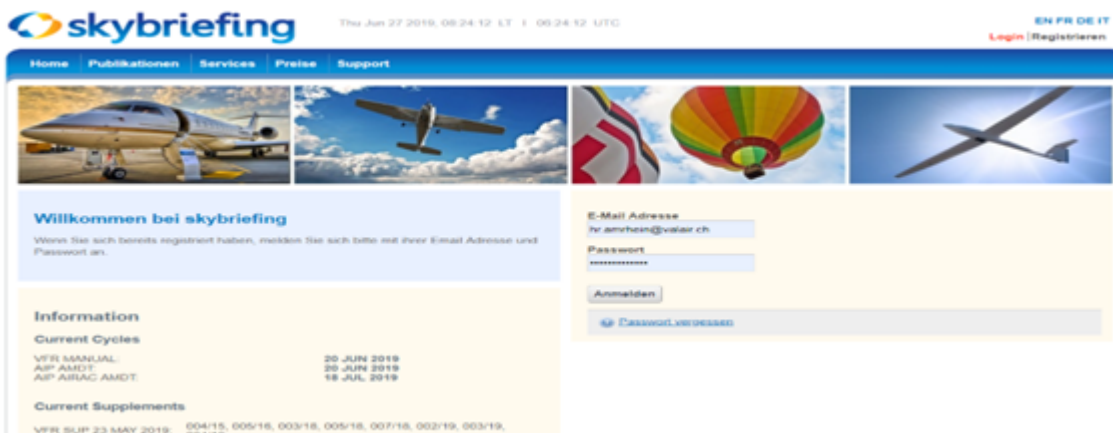 skybriefing
Thu Jun 27 2019, 08:24:12 LT | 06:24:12 UTC
EN FR DE IT
Login | Registrieren
Home Publikationen Services Preise Support
Willkommen bei skybriefing
Wenn Sie sich bereits registriert haben, melden Sie sich bitte mit ihrer Email Adresse und
Passwort an.
E-Mail Adresse
hr.amrhein@valair.ch
Passwort
Anmelden
Passwort vergessen
Information
Current Cycles
VFR MANUAL: 20 JUN 2019
AIP AMDT: 20 JUN 2019
AIP AIRAC AMDT: 18 JUL 2019
Current Supplements
VFR SUP 23 MAY 2019: 004/15, 005/16, 003/18, 005/18, 007/18, 002/19, 003/19,